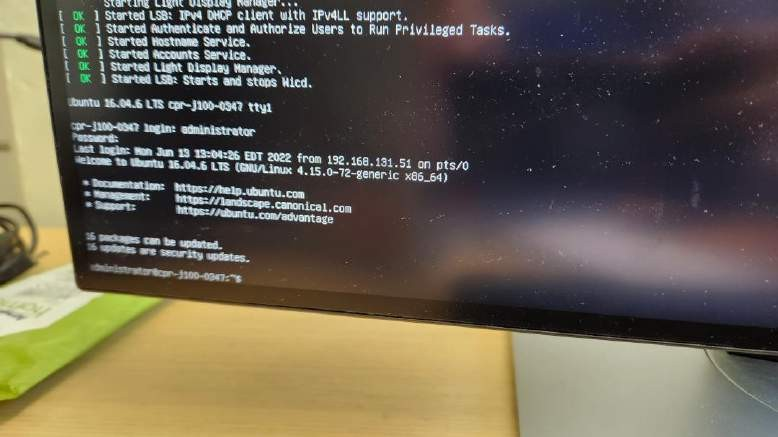 Starting Light Display Manager...
[  OK  ] Started LSB: IPv4 DHCP client with IPv4LL support.
[  OK  ] Started Authenticate and Authorize Users to Run Privileged Tasks.
[  OK  ] Started Hostname Service.
[  OK  ] Started Accounts Service.
[  OK  ] Started Light Display Manager.
[  OK  ] Started LSB: Starts and stops Wicd.
Ubuntu 16.04.6 LTS cpr-j100-0347 tty1
cpr-j100-0347 login: administrator
Password:
Last login: Mon Jun 13 13:04:26 EDT 2022 from 192.168.131.51 on pts/0
Welcome to Ubuntu 16.04.6 LTS (GNU/Linux 4.15.0-72-generic x86_64)
* Documentation:  https://help.ubuntu.com
* Management:     https://landscape.canonical.com
* Support:        https://ubuntu.com/advantage
16 packages can be updated.
16 updates are security updates.
administrator@cpr-j100-0347:~$